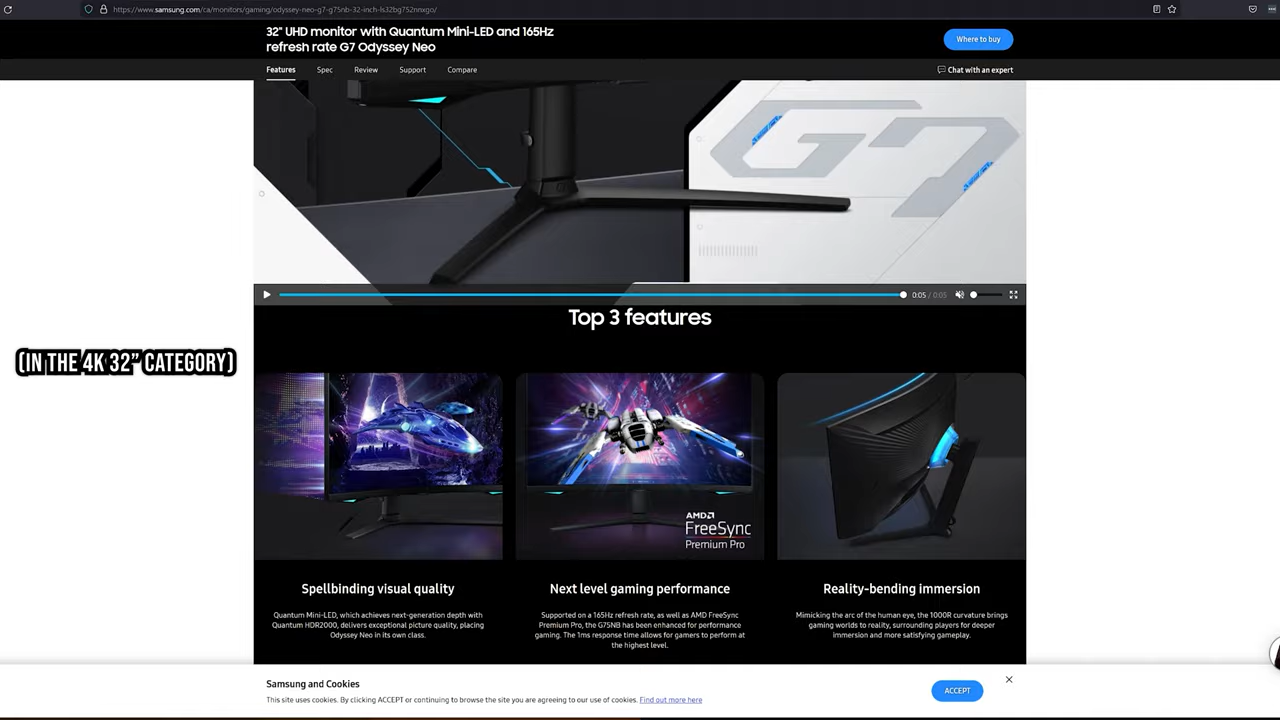 https://www.samsung.com/ca/monitors/gaming/odyssey-neo-g7-g75nb-32-inch-ls32bg752nnxgo/
32" UHD monitor with Quantum Mini-LED and 165Hz
refresh rate G7 Odyssey Neo
Where to buy
Features Spec Review Support Compare
Chat with an expert
G7
0:05 / 0:05
Top 3 features
(IN THE 4K 32” CATEGORY)
AMD
FreeSync
Premium Pro
Spellbinding visual quality
Quantum Mini-LED, which achieves next-generation depth with
Quantum HDR2000, delivers exceptional picture quality, placing
Odyssey Neo in its own class.
Next level gaming performance
Supported on a 165Hz refresh rate, as well as AMD FreeSync
Premium Pro, the G75NB has been enhanced for performance
gaming. The 1ms response time allows for gamers to perform at
the highest level.
Reality-bending immersion
Mimicking the arc of the human eye, the 1000R curvature brings
gaming worlds to reality, surrounding players for deeper
immersion and more satisfying gameplay.
Samsung and Cookies
This site uses cookies. By clicking ACCEPT or continuing to browse the site you are agreeing to our use of cookies. Find out more here
ACCEPT